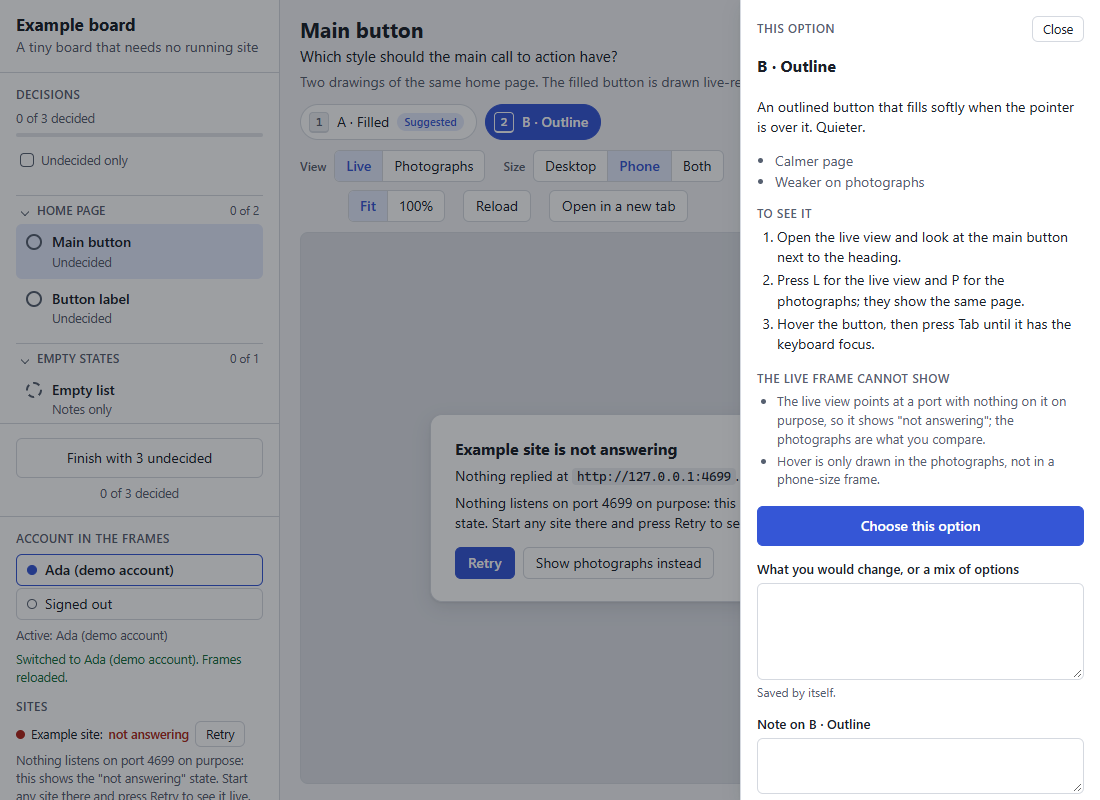 Example board
A tiny board that needs no running site
DECISIONS
0 of 3 decided
Undecided only
HOME PAGE 0 of 2
Main button
Undecided
Button label
Undecided
EMPTY STATES 0 of 1
Empty list
Notes only
Finish with 3 undecided
0 of 3 decided
ACCOUNT IN THE FRAMES
Ada (demo account)
Signed out
Active: Ada (demo account)
Switched to Ada (demo account). Frames
reloaded.
SITES
Example site: not answering Retry
Nothing listens on port 4699 on purpose:
this shows the "not answering" state. Start
any site there and press Retry to see it live.
Main button
Which style should the main call to action have?
Two drawings of the same home page. The filled button is drawn live-re
1 A · Filled Suggested 2 B · Outline
View Live Photographs Size Desktop Phone Both
Fit 100% Reload Open in a new tab
Example site is not answering
Nothing replied at http://127.0.0.1:4699.
Nothing listens on port 4699 on purpose: this
state. Start any site there and press Retry to se
Retry Show photographs instead
THIS OPTION Close
B · Outline
An outlined button that fills softly when the pointer
is over it. Quieter.
• Calmer page
• Weaker on photographs
TO SEE IT
1. Open the live view and look at the main button
next to the heading.
2. Press L for the live view and P for the
photographs; they show the same page.
3. Hover the button, then press Tab until it has the
keyboard focus.
THE LIVE FRAME CANNOT SHOW
• The live view points at a port with nothing on it on
purpose, so it shows "not answering"; the
photographs are what you compare.
• Hover is only drawn in the photographs, not in a
phone-size frame.
Choose this option
What you would change, or a mix of options
Saved by itself.
Note on B · Outline